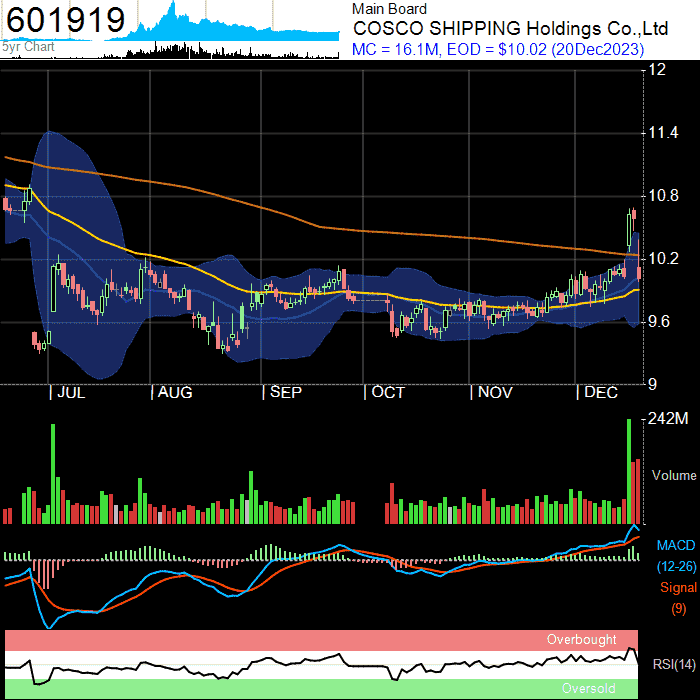 601919
5yr Chart
Main Board
COSCO SHIPPING Holdings Co.,Ltd
MC = 16.1M, EOD = $10.02 (20Dec2023)
12
11.4
10.8
10.2
9.6
9
JUL
AUG
SEP
OCT
NOV
DEC
242M
Volume
MACD
(12-26)
Signal
(9)
Overbought
RSI(14)
Oversold